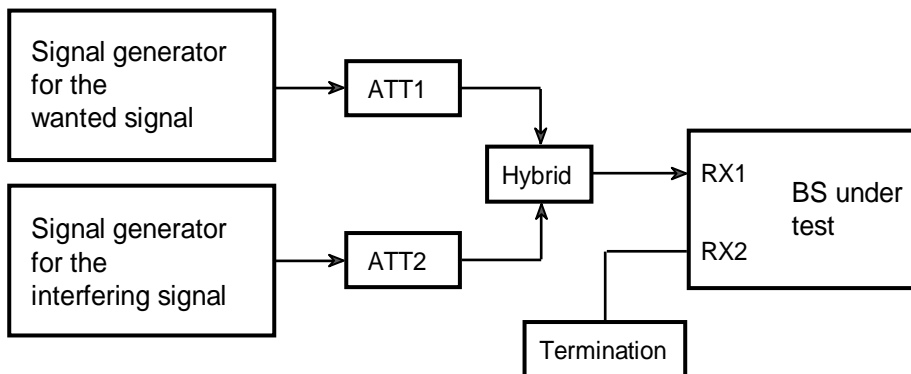 Signal generator
for the
wanted signal
ATT1
Hybrid
RX1
BS under
test
RX2
Signal generator
for the
interfering signal
ATT2
Termination